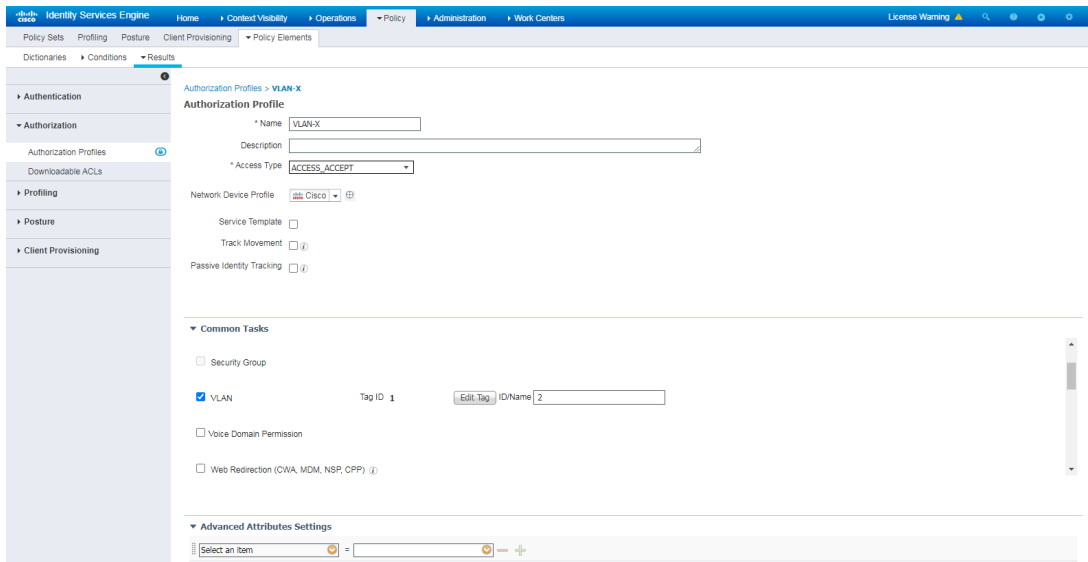 cisco Identity Services Engine Home Context Visibility Operations Policy Administration Work Centers License Warning
Policy Sets Profiling Posture Client Provisioning Policy Elements
Dictionaries Conditions Results
Authentication
Authorization
Authorization Profiles
Downloadable ACLs
Profiling
Posture
Client Provisioning
Authorization Profiles > VLAN-X
Authorization Profile
* Name VLAN-X
Description
* Access Type ACCESS_ACCEPT
Network Device Profile Cisco
Service Template
Track Movement
Passive Identity Tracking
Common Tasks
Security Group
VLAN Tag ID 1 Edit Tag ID/Name 2
Voice Domain Permission
Web Redirection (CWA, MDM, NSP, CPP)
Advanced Attributes Settings
Select an item =